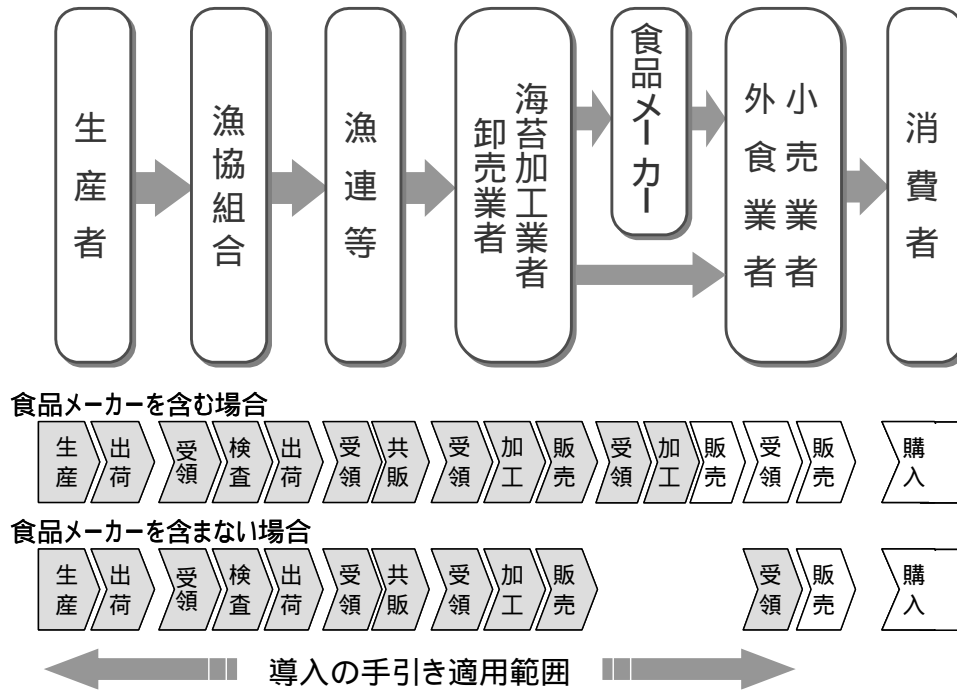 生産者
漁協組合
漁連等
海苔加工業者
卸売業者
食品メーカー
小売業者
外食業者
消費者
食品メーカーを含む場合
生産 出荷 受領 検査 出荷 受領 共販 受領 加工 販売 受領 加工 販売 受領 販売 購入
食品メーカーを含まない場合
生産 出荷 受領 検査 出荷 受領 共販 受領 加工 販売 受領 販売 購入
導入の手引き適用範囲